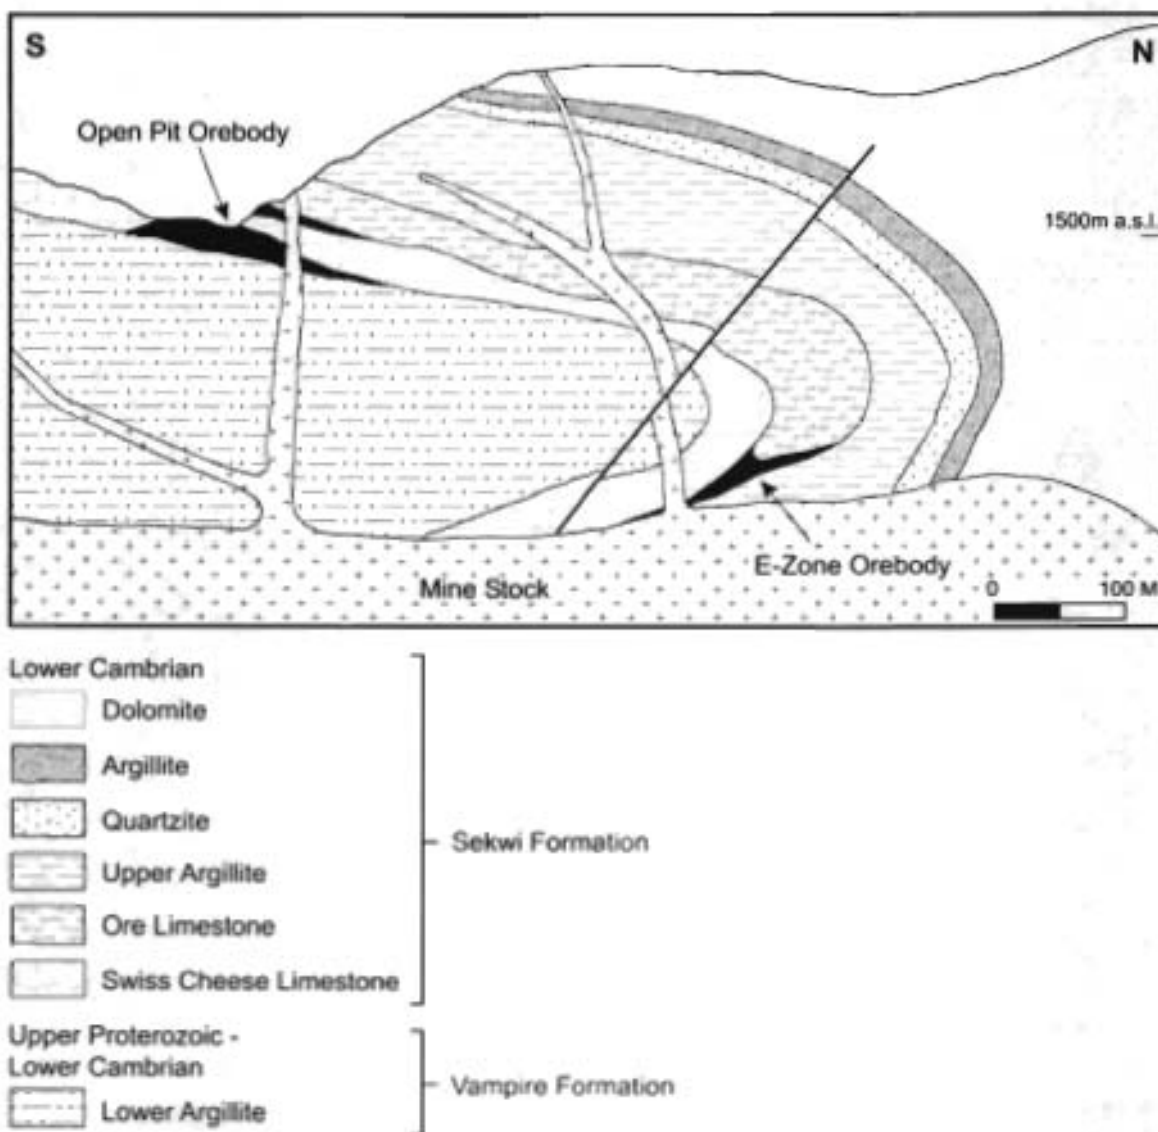 S
N
Open Pit Orebody
1500m a.s.l.
E-Zone Orebody
Mine Stock
0 100 M
Lower Cambrian
Dolomite
Argillite
Quartzite
Upper Argillite
Ore Limestone
Swiss Cheese Limestone
Sekwi Formation
Upper Proterozoic -
Lower Cambrian
Lower Argillite
Vampire Formation